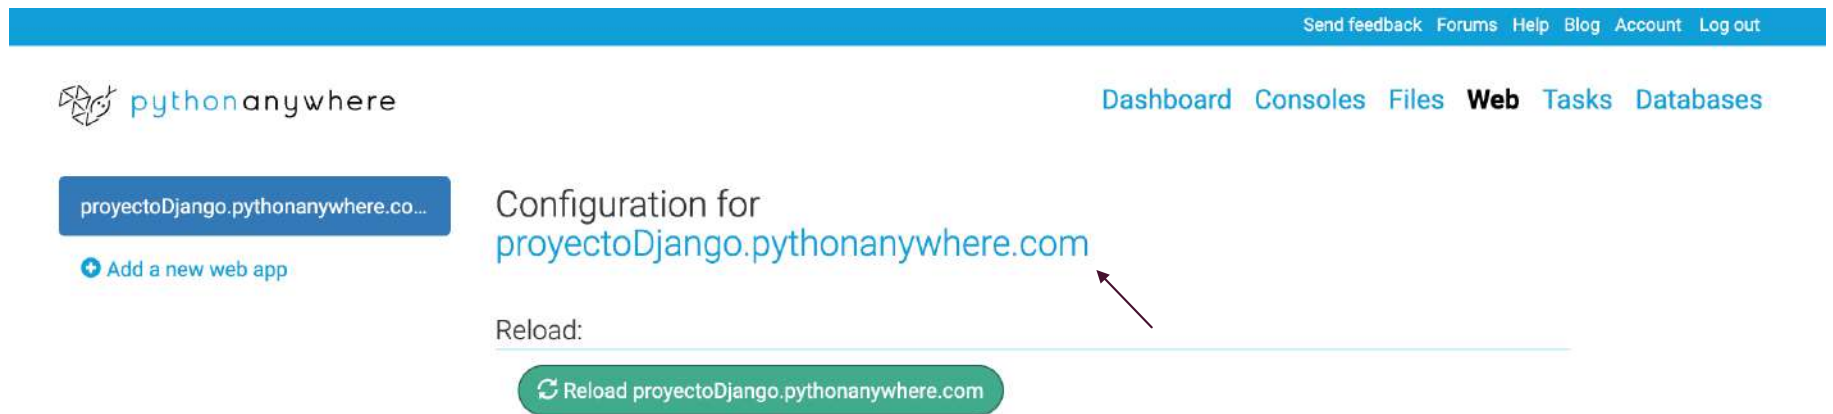 Send feedback Forums Help Blog Account Log out
pythonanywhere
Dashboard Consoles Files Web Tasks Databases
proyectoDjango.pythonanywhere.co...
Add a new web app
Configuration for
proyectoDjango.pythonanywhere.com
Reload:
Reload proyectoDjango.pythonanywhere.com